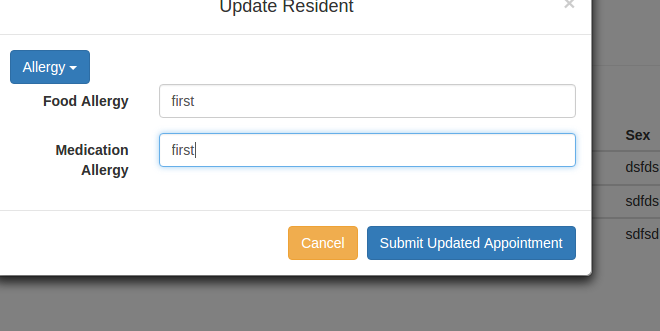 Update Resident
×
Allergy
Food Allergy
first
Medication
Allergy
first
Cancel
Submit Updated Appointment
Sex
dsfds
sdfds
sdfsd